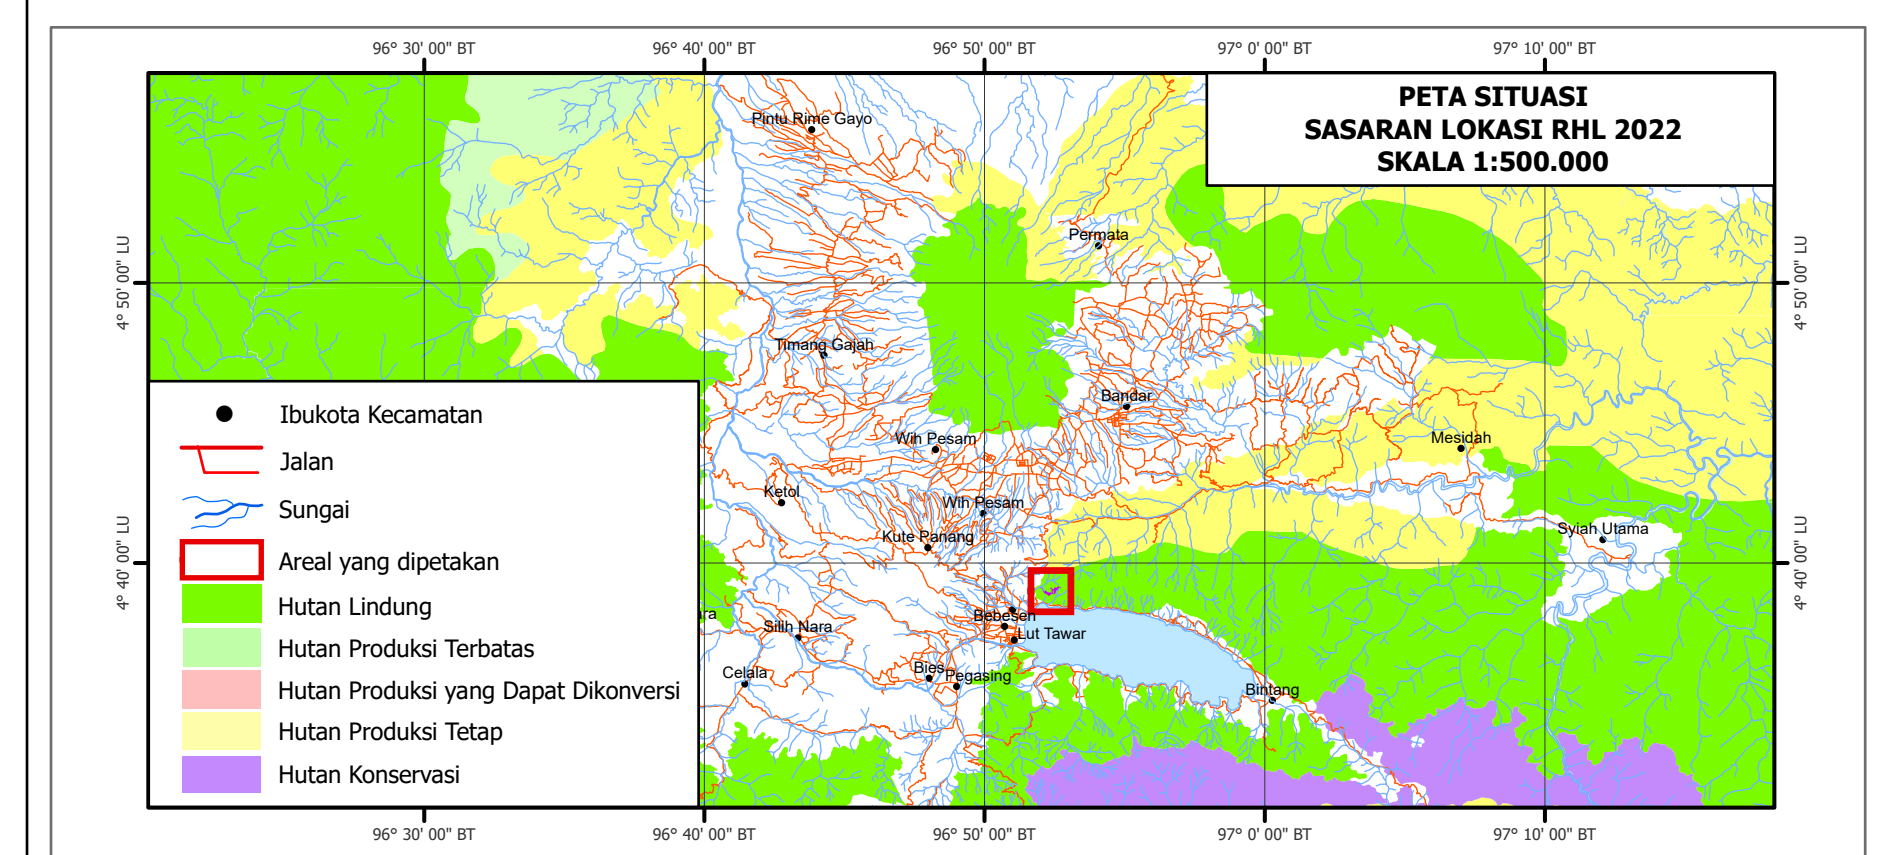 96° 30' 00" BT
96° 40' 00" BT
96° 50' 00" BT
97° 0' 00" BT
97° 10' 00" BT
PETA SITUASI
SASARAN LOKASI RHL 2022
SKALA 1:500.000
Pintu Rime Gayo
Permata
4° 50' 00" LU
4° 50' 00" LU
Timang Gajah
Bandar
Wih Pesam
Mesidah
Ketol
Wih Pesam
Syiah Utama
Kute Panang
4° 40' 00" LU
4° 40' 00" LU
Bebesen
ara
Silih Nara
Lut Tawar
Celala
Bies
Pegasing
Bintang
Ibukota Kecamatan
Jalan
Sungai
Areal yang dipetakan
Hutan Lindung
Hutan Produksi Terbatas
Hutan Produksi yang Dapat Dikonversi
Hutan Produksi Tetap
Hutan Konservasi
96° 30' 00" BT
96° 40' 00" BT
96° 50' 00" BT
97° 0' 00" BT
97° 10' 00" BT